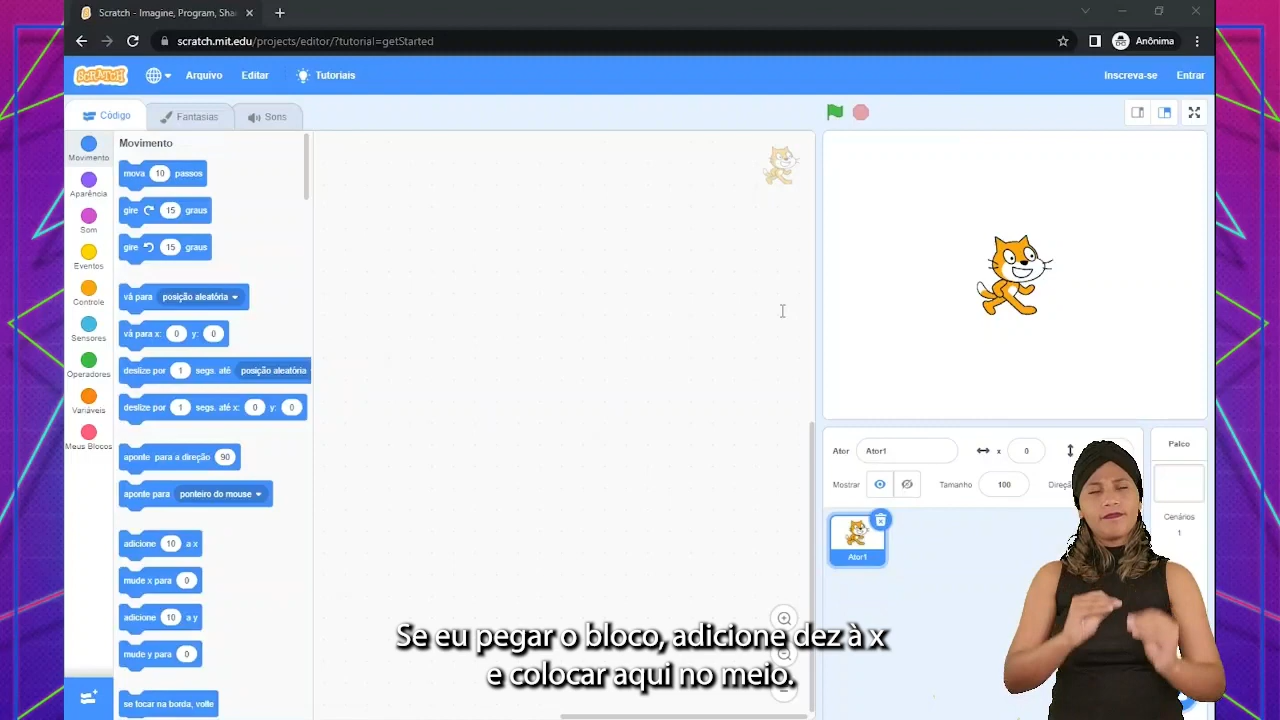 Scratch - Imagine, Program, Sha
scratch.mit.edu/projects/editor/?tutorial=getStarted
Anônima
SCRATCH
Arquivo
Editar
Tutoriais
Inscreva-se
Entrar
Código
Fantasias
Sons
Movimento
Aparência
Som
Eventos
Controle
Sensores
Operadores
Variáveis
Meus Blocos
Movimento
mova 10 passos
gire 15 graus
gire 15 graus
vá para posição aleatória
vá para x: 0 y: 0
deslize por 1 segs. até posição aleatória
deslize por 1 segs. até x: 0 y: 0
aponte para a direção 90
aponte para ponteiro do mouse
adicione 10 a x
mude x para 0
adicione 10 a y
mude y para 0
se tocar na borda, volte
Ator Ator1 x 0
Mostrar Tamanho 100 Direçã
Ator1
Palco
Cenários
1
Se eu pegar o bloco, adicione dez à x
e colocar aqui no meio.